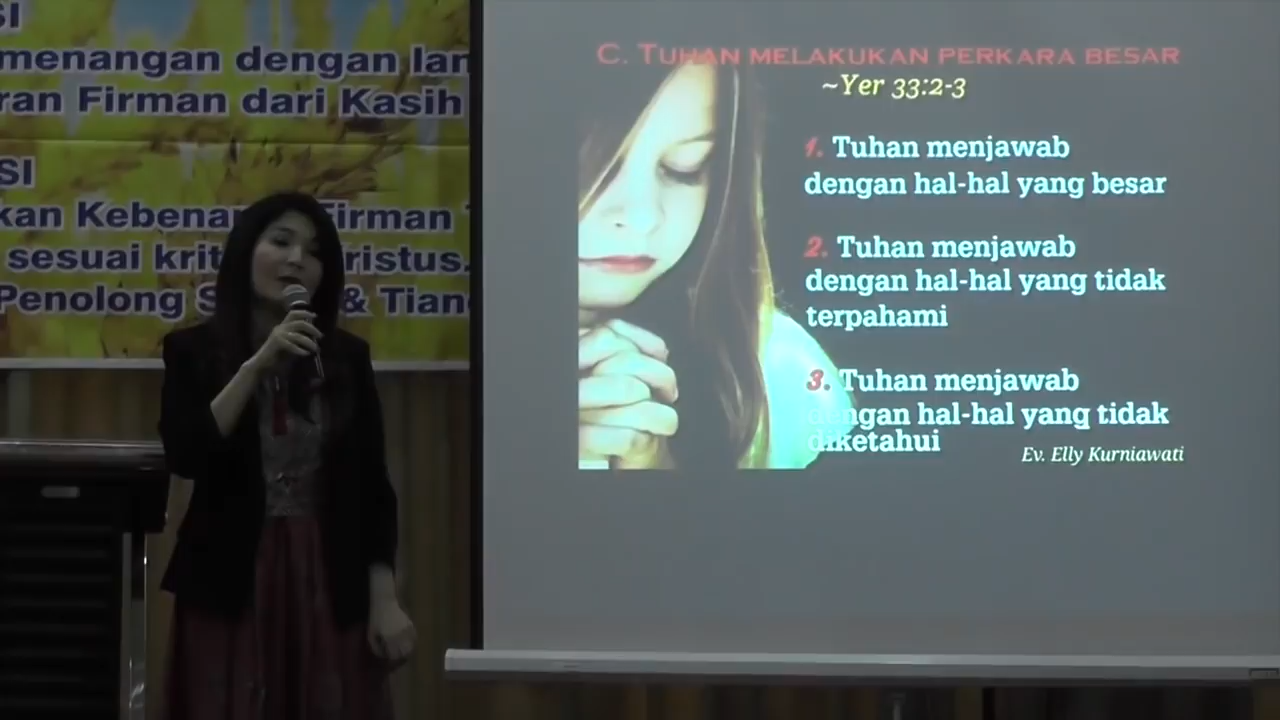 SI
menangan dengan lan
ran Firman dari Kasih
SI
kan Kebenaran Firman
sesuai krit ristus.
Penolong S & Tian
C. TUHAN MELAKUKAN PERKARA BESAR
~Yer 33:2-3
1. Tuhan menjawab
dengan hal-hal yang besar
2. Tuhan menjawab
dengan hal-hal yang tidak
terpahami
3. Tuhan menjawab
dengan hal-hal yang tidak
diketahui
Ev. Elly Kurniawati